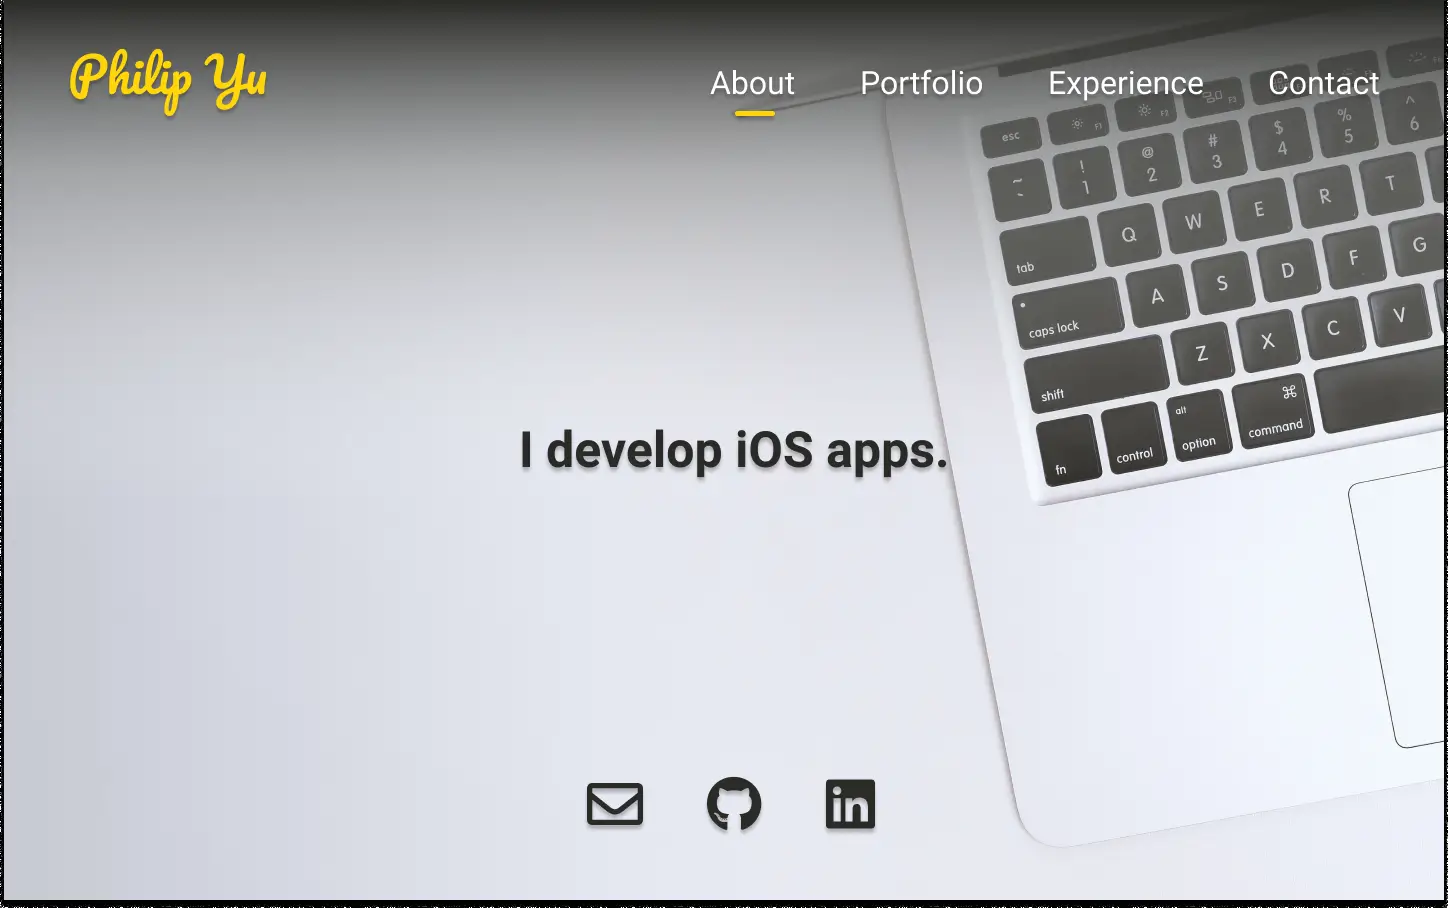 Philip Yu
About Portfolio Experience Contact
esc F1 F2 F3
~ ! @ # $ % ^
` 1 2 3 4 5 6
tab Q W E R T
caps lock A S D F G
shift Z X C V
fn control alt option ⌘ command
I develop iOS apps.